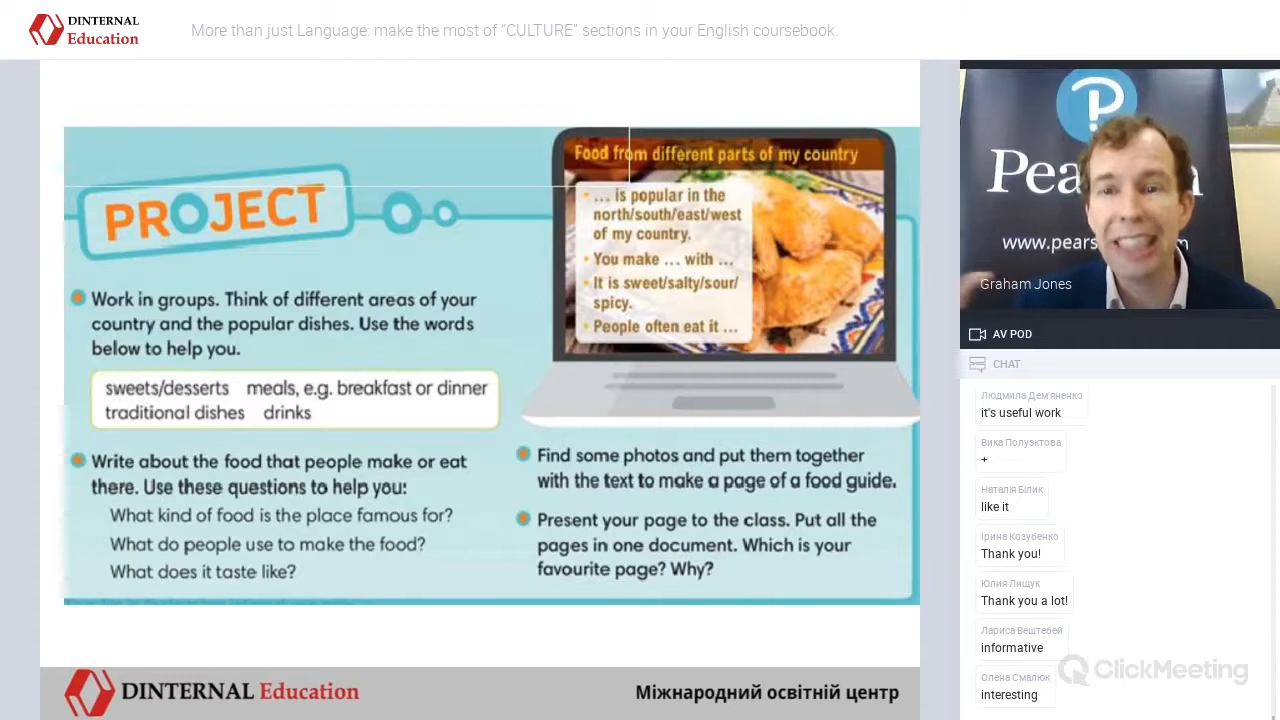 DINTERNAL
Education
More than just Language: make the most of “CULTURE” sections in your English coursebook.
PROJECT
Work in groups. Think of different areas of your
country and the popular dishes. Use the words
below to help you.
sweets/desserts meals, e.g. breakfast or dinner
traditional dishes drinks
Write about the food that people make or eat
there. Use these questions to help you:
What kind of food is the place famous for?
What do people use to make the food?
What does it taste like?
Food from different parts of my country
• ... is popular in the
north/south/east/west
of my country.
• You make ... with ...
• It is sweet/salty/sour/
spicy.
• People often eat it ...
Find some photos and put them together
with the text to make a page of a food guide.
Present your page to the class. Put all the
pages in one document. Which is your
favourite page? Why?
DINTERNAL Education
Міжнародний освітній центр
P
www.pears
Graham Jones
AV POD
CHAT
Людмила Дем'яненко
it's useful work
Вика Полуэктова
+
Наталія Білик
like it
Ірина Козубенко
Thank you!
Юлия Лищук
Thank you a lot!
Лариса Вештебей
informative
Олена Смалюк
interesting
ClickMeeting